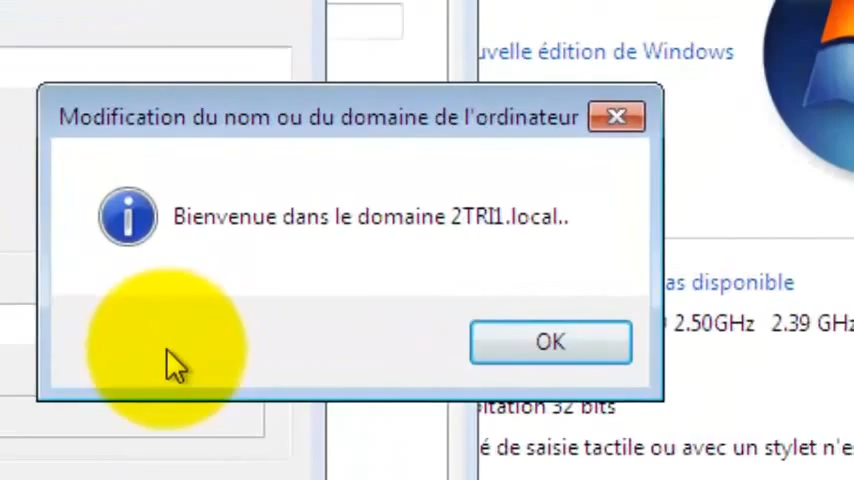 uvelle édition de Windows
Modification du nom ou du domaine de l'ordinateur
Bienvenue dans le domaine 2TRI1.local..
as disponible
2.50GHz 2.39 GHz
OK
oitation 32 bits
é de saisie tactile ou avec un stylet n'e